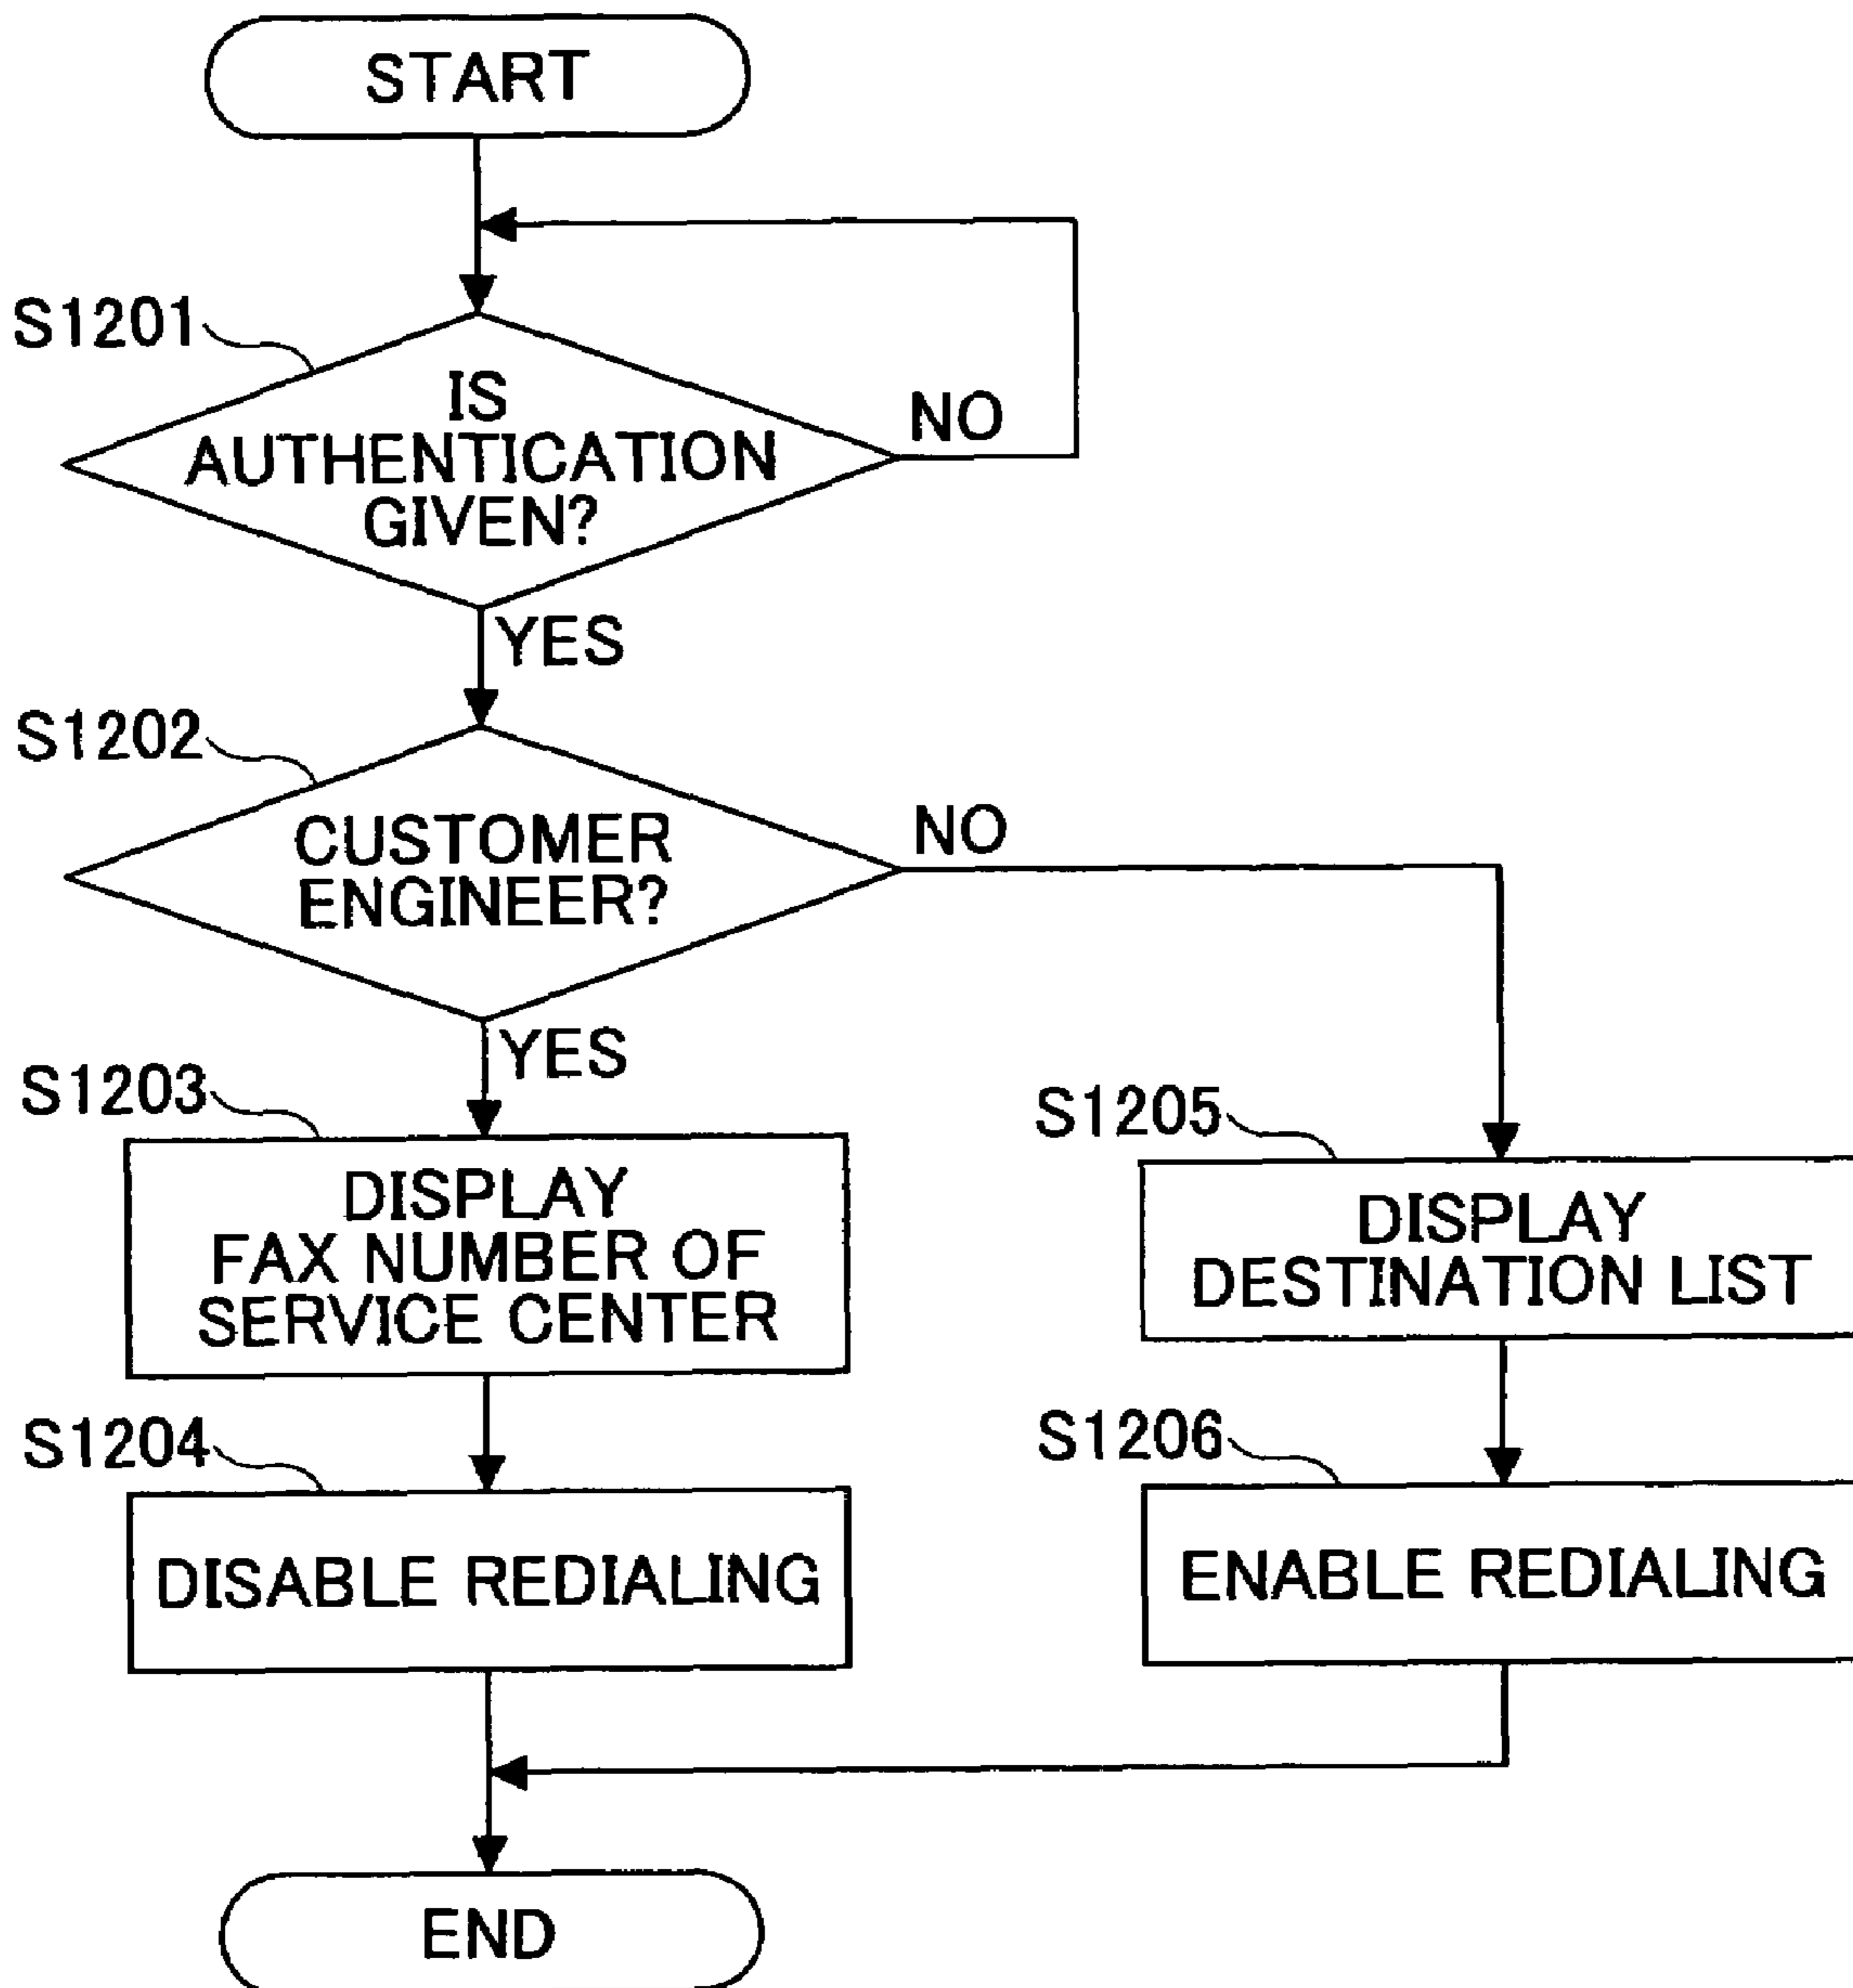 START
S1201
IS
AUTHENTICATION
GIVEN?
NO
YES
S1202
CUSTOMER
ENGINEER?
NO
YES
S1203
DISPLAY
FAX NUMBER OF
SERVICE CENTER
S1205
DISPLAY
DESTINATION LIST
S1204
DISABLE REDIALING
S1206
ENABLE REDIALING
END